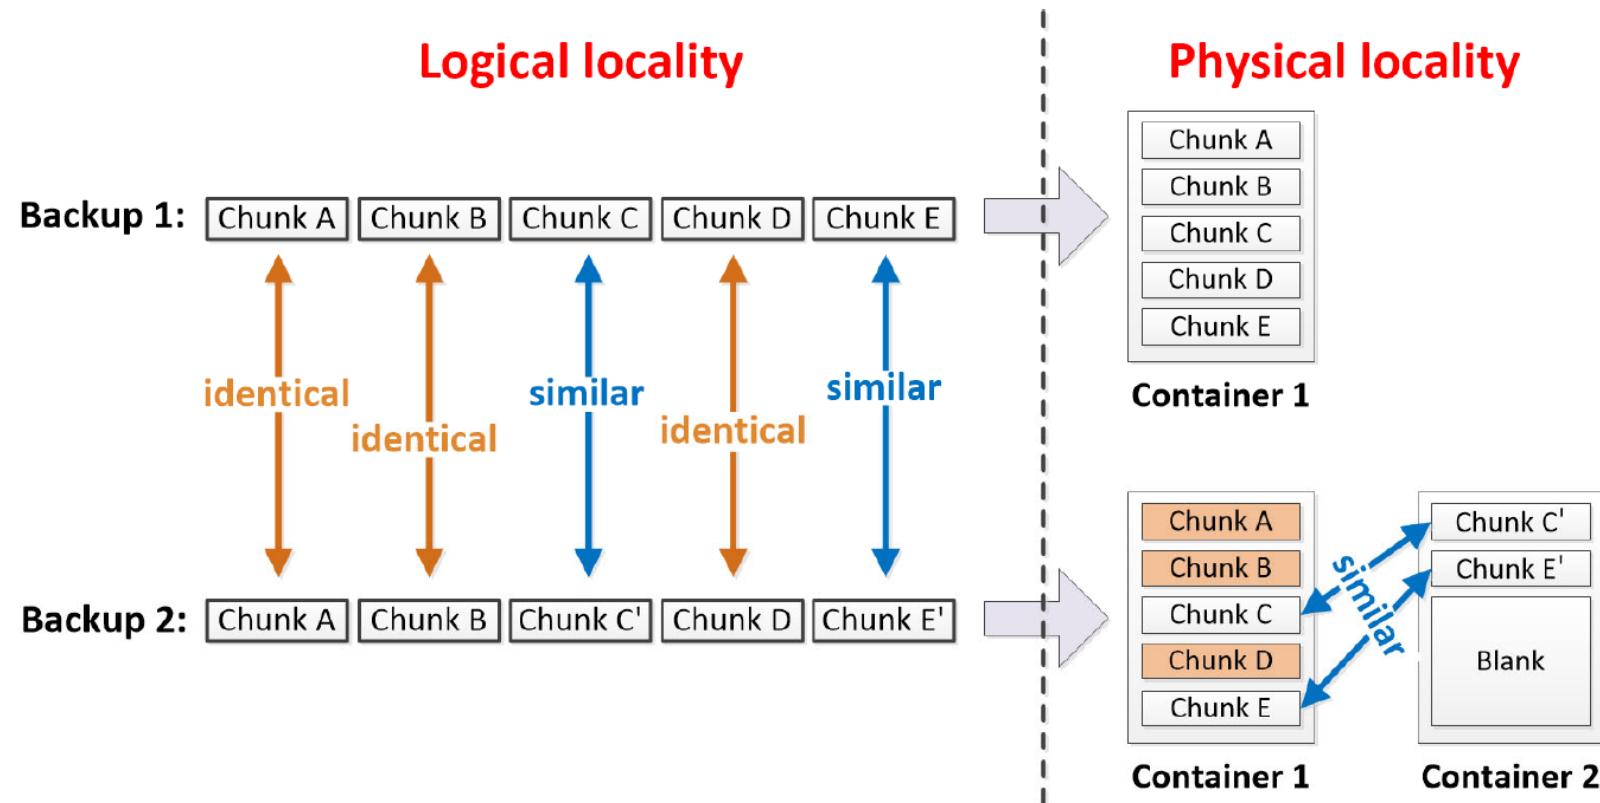 Logical locality
Physical locality
Backup 1: Chunk A Chunk B Chunk C Chunk D Chunk E
identical
identical
similar
identical
similar
Backup 2: Chunk A Chunk B Chunk C' Chunk D Chunk E'
Chunk A
Chunk B
Chunk C
Chunk D
Chunk E
Container 1
Chunk A
Chunk B
Chunk C
Chunk D
Chunk E
Container 1
similar
Chunk C'
Chunk E'
Blank
Container 2